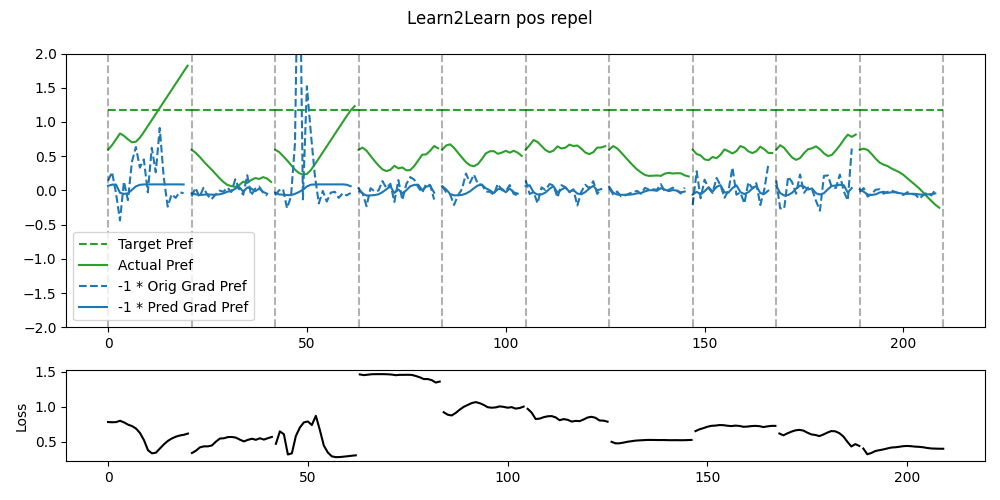 Learn2Learn pos repel
2.0
1.5
1.0
0.5
0.0
−0.5
−1.0
−1.5
−2.0
Target Pref
Actual Pref
-1 * Orig Grad Pref
-1 * Pred Grad Pref
0 50 100 150 200
Loss
1.5
1.0
0.5
0 50 100 150 200